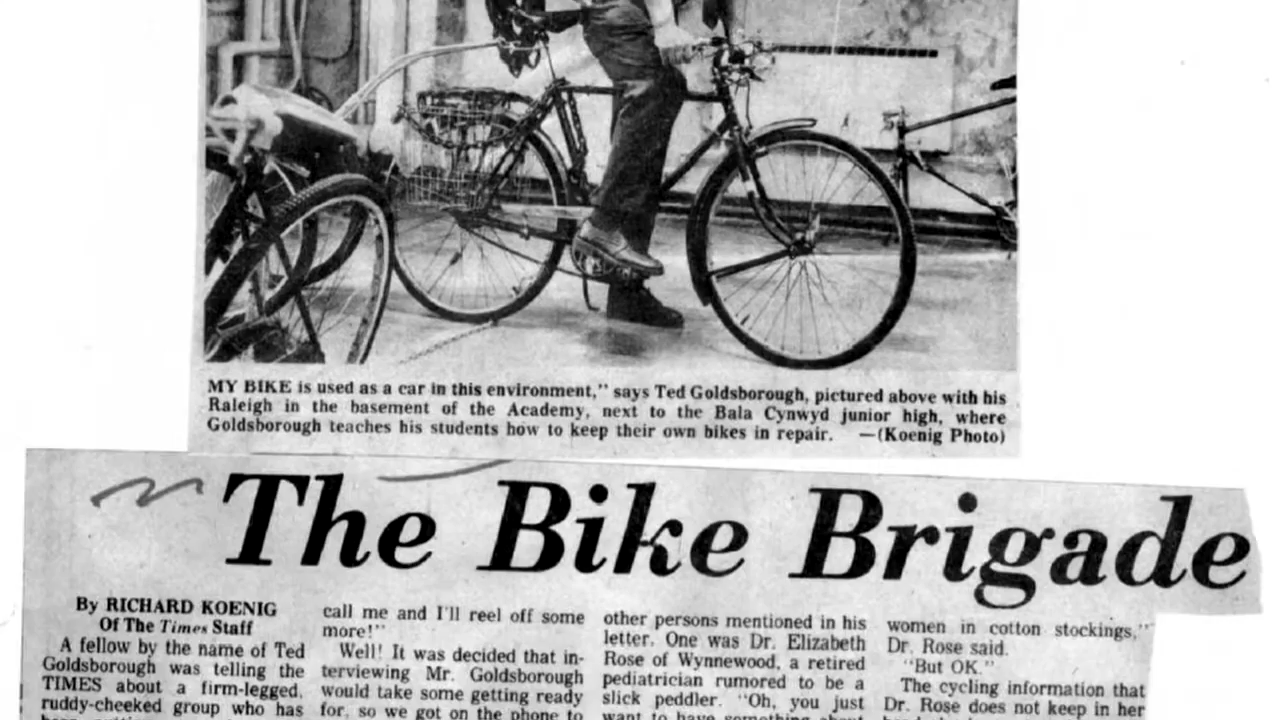 MY BIKE is used as a car in this environment," says Ted Goldsborough, pictured above with his
Raleigh in the basement of the Academy, next to the Bala Cynwyd junior high, where
Goldsborough teaches his students how to keep their own bikes in repair. —(Koenig Photo)
The Bike Brigade
By RICHARD KOENIG
Of The Times Staff
A fellow by the name of Ted
Goldsborough was telling the
TIMES about a firm-legged,
ruddy-cheeked group who has
call me and I'll reel off some
more!"
Well! It was decided that in-
terviewing Mr. Goldsborough
would take some getting ready
for, so we got on the phone to
other persons mentioned in his
letter. One was Dr. Elizabeth
Rose of Wynnewood, a retired
pediatrician rumored to be a
slick peddler. "Oh, you just
want to have something about
women in cotton stockings,"
Dr. Rose said.
"But OK."
The cycling information that
Dr. Rose does not keep in her